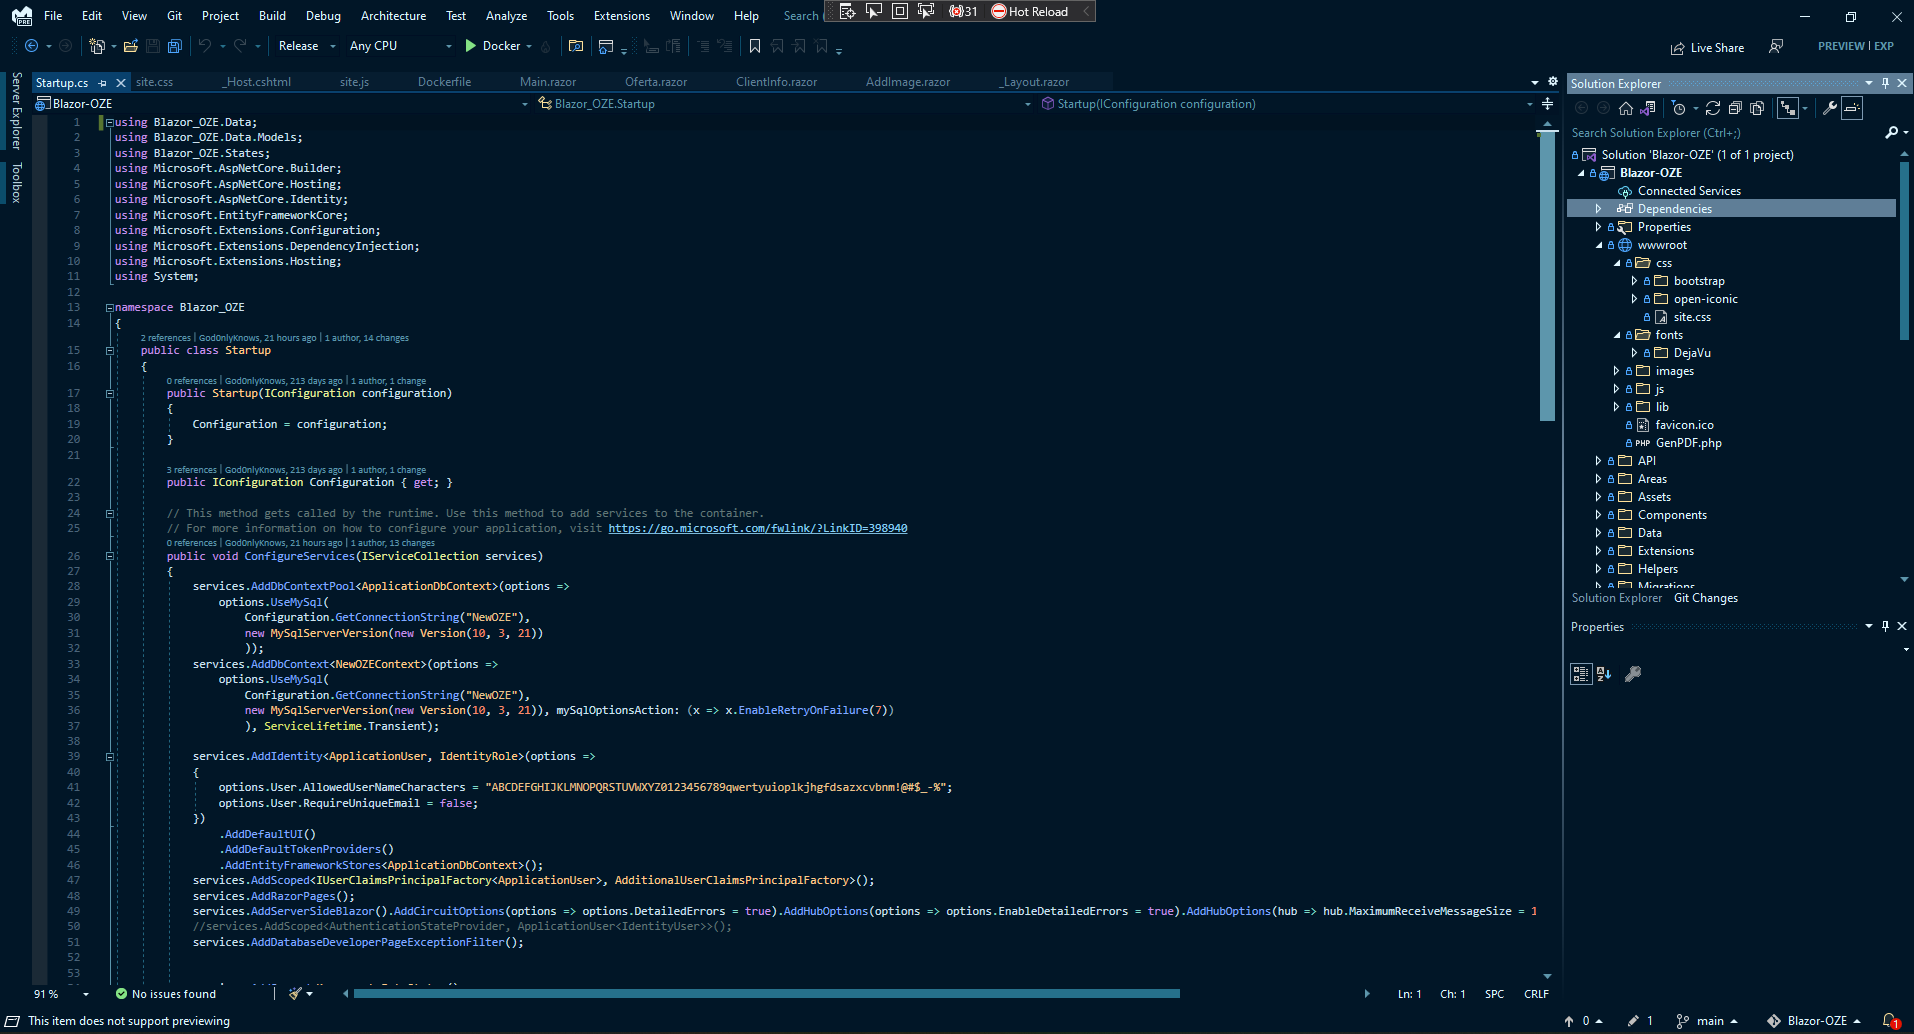 File Edit View Git Project Build Debug Architecture Test Analyze Tools Extensions Window Help Search
31 Hot Reload
Release Any CPU Docker
Live Share PREVIEW EXP
Server Explorer
Toolbox
Startup.cs site.css _Host.cshtml site.js Dockerfile Main.razor Oferta.razor ClientInfo.razor AddImage.razor _Layout.razor
Blazor-OZE Blazor_OZE.Startup Startup(IConfiguration configuration)
1 using Blazor_OZE.Data;
2 using Blazor_OZE.Data.Models;
3 using Blazor_OZE.States;
4 using Microsoft.AspNetCore.Builder;
5 using Microsoft.AspNetCore.Hosting;
6 using Microsoft.AspNetCore.Identity;
7 using Microsoft.EntityFrameworkCore;
8 using Microsoft.Extensions.Configuration;
9 using Microsoft.Extensions.DependencyInjection;
10 using Microsoft.Extensions.Hosting;
11 using System;
12
13 namespace Blazor_OZE
14 {
2 references | GodOnlyKnows, 21 hours ago | 1 author, 14 changes
15 public class Startup
16 {
0 references | GodOnlyKnows, 213 days ago | 1 author, 1 change
17 public Startup(IConfiguration configuration)
18 {
19 Configuration = configuration;
20 }
21
3 references | GodOnlyKnows, 213 days ago | 1 author, 1 change
22 public IConfiguration Configuration { get; }
23
24 // This method gets called by the runtime. Use this method to add services to the container.
25 // For more information on how to configure your application, visit https://go.microsoft.com/fwlink/?LinkID=398940
0 references | GodOnlyKnows, 21 hours ago | 1 author, 13 changes
26 public void ConfigureServices(IServiceCollection services)
27 {
28 services.AddDbContextPool<ApplicationDbContext>(options =>
29 options.UseMySql(
30 Configuration.GetConnectionString("NewOZE"),
31 new MySqlServerVersion(new Version(10, 3, 21))
32 ));
33 services.AddDbContext<NewOZEContext>(options =>
34 options.UseMySql(
35 Configuration.GetConnectionString("NewOZE"),
36 new MySqlServerVersion(new Version(10, 3, 21)), mySqlOptionsAction: (x => x.EnableRetryOnFailure(7))
37 ), ServiceLifetime.Transient);
38
39 services.AddIdentity<ApplicationUser, IdentityRole>(options =>
40 {
41 options.User.AllowedUserNameCharacters = "ABCDEFGHIJKLMNOPQRSTUVWXYZ0123456789qwertyuioplkjhgfdsazxcvbnm!@#$_-%";
42 options.User.RequireUniqueEmail = false;
43 })
44 .AddDefaultUI()
45 .AddDefaultTokenProviders()
46 .AddEntityFrameworkStores<ApplicationDbContext>();
47 services.AddScoped<IUserClaimsPrincipalFactory<ApplicationUser>, AdditionalUserClaimsPrincipalFactory>();
48 services.AddRazorPages();
49 services.AddServerSideBlazor().AddCircuitOptions(options => options.DetailedErrors = true).AddHubOptions(options => options.EnableDetailedErrors = true).AddHubOptions(hub => hub.MaximumReceiveMessageSize = 1
50 //services.AddScoped<AuthenticationStateProvider, ApplicationUser<IdentityUser>>();
51 services.AddDatabaseDeveloperPageExceptionFilter();
52
53
91 % No issues found Ln: 1 Ch: 1 SPC CRLF
Solution Explorer
Search Solution Explorer (Ctrl+;)
Solution 'Blazor-OZE' (1 of 1 project)
Blazor-OZE
Connected Services
Dependencies
Properties
wwwroot
css
bootstrap
open-iconic
site.css
fonts
DejaVu
images
js
lib
favicon.ico
PHP GenPDF.php
API
Areas
Assets
Components
Data
Extensions
Helpers
Migrations
Solution Explorer Git Changes
Properties
This item does not support previewing 0 1 main Blazor-OZE 1